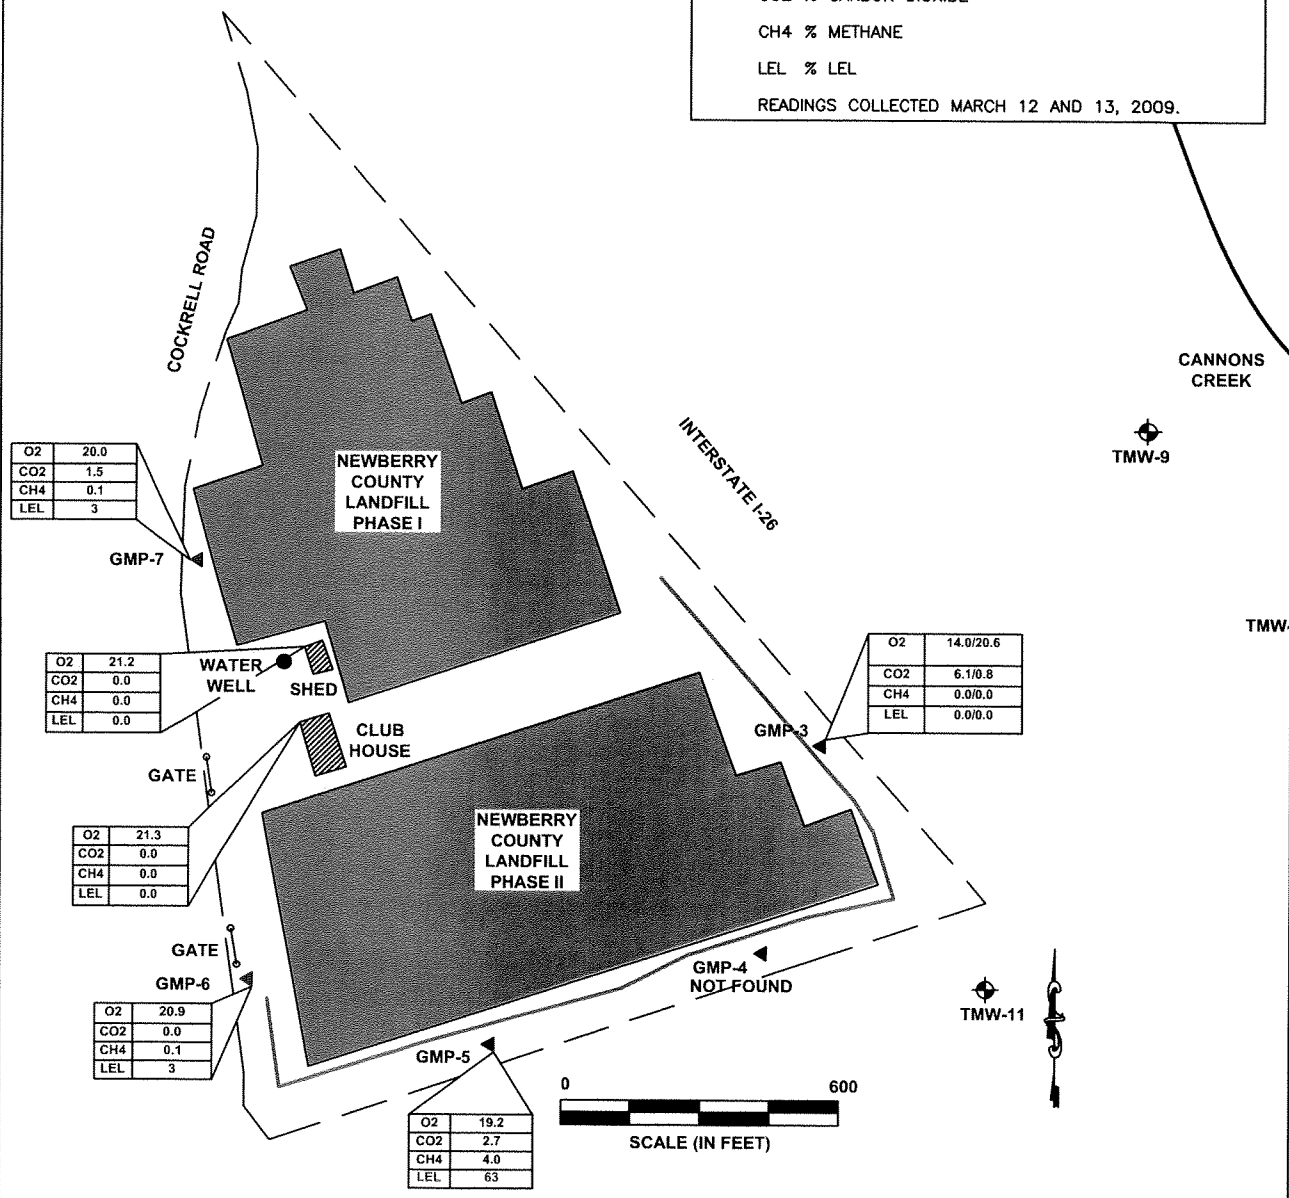 CH4 % METHANE
LEL % LEL
READINGS COLLECTED MARCH 12 AND 13, 2009.
COCKRELL ROAD
CANNONS
CREEK
INTERSTATE I-26
TMW-9
NEWBERRY
COUNTY
LANDFILL
PHASE I
O2 20.0
CO2 1.5
CH4 0.1
LEL 3
GMP-7
TMW-
O2 14.0/20.6
CO2 6.1/0.8
CH4 0.0/0.0
LEL 0.0/0.0
O2 21.2
CO2 0.0
CH4 0.0
LEL 0.0
WATER
WELL
SHED
CLUB
HOUSE
GMP-3
GATE
O2 21.3
CO2 0.0
CH4 0.0
LEL 0.0
NEWBERRY
COUNTY
LANDFILL
PHASE II
GATE
GMP-6
GMP-4
NOT FOUND
TMW-11
O2 20.9
CO2 0.0
CH4 0.1
LEL 3
GMP-5
0 600
SCALE (IN FEET)
O2 19.2
CO2 2.7
CH4 4.0
LEL 63